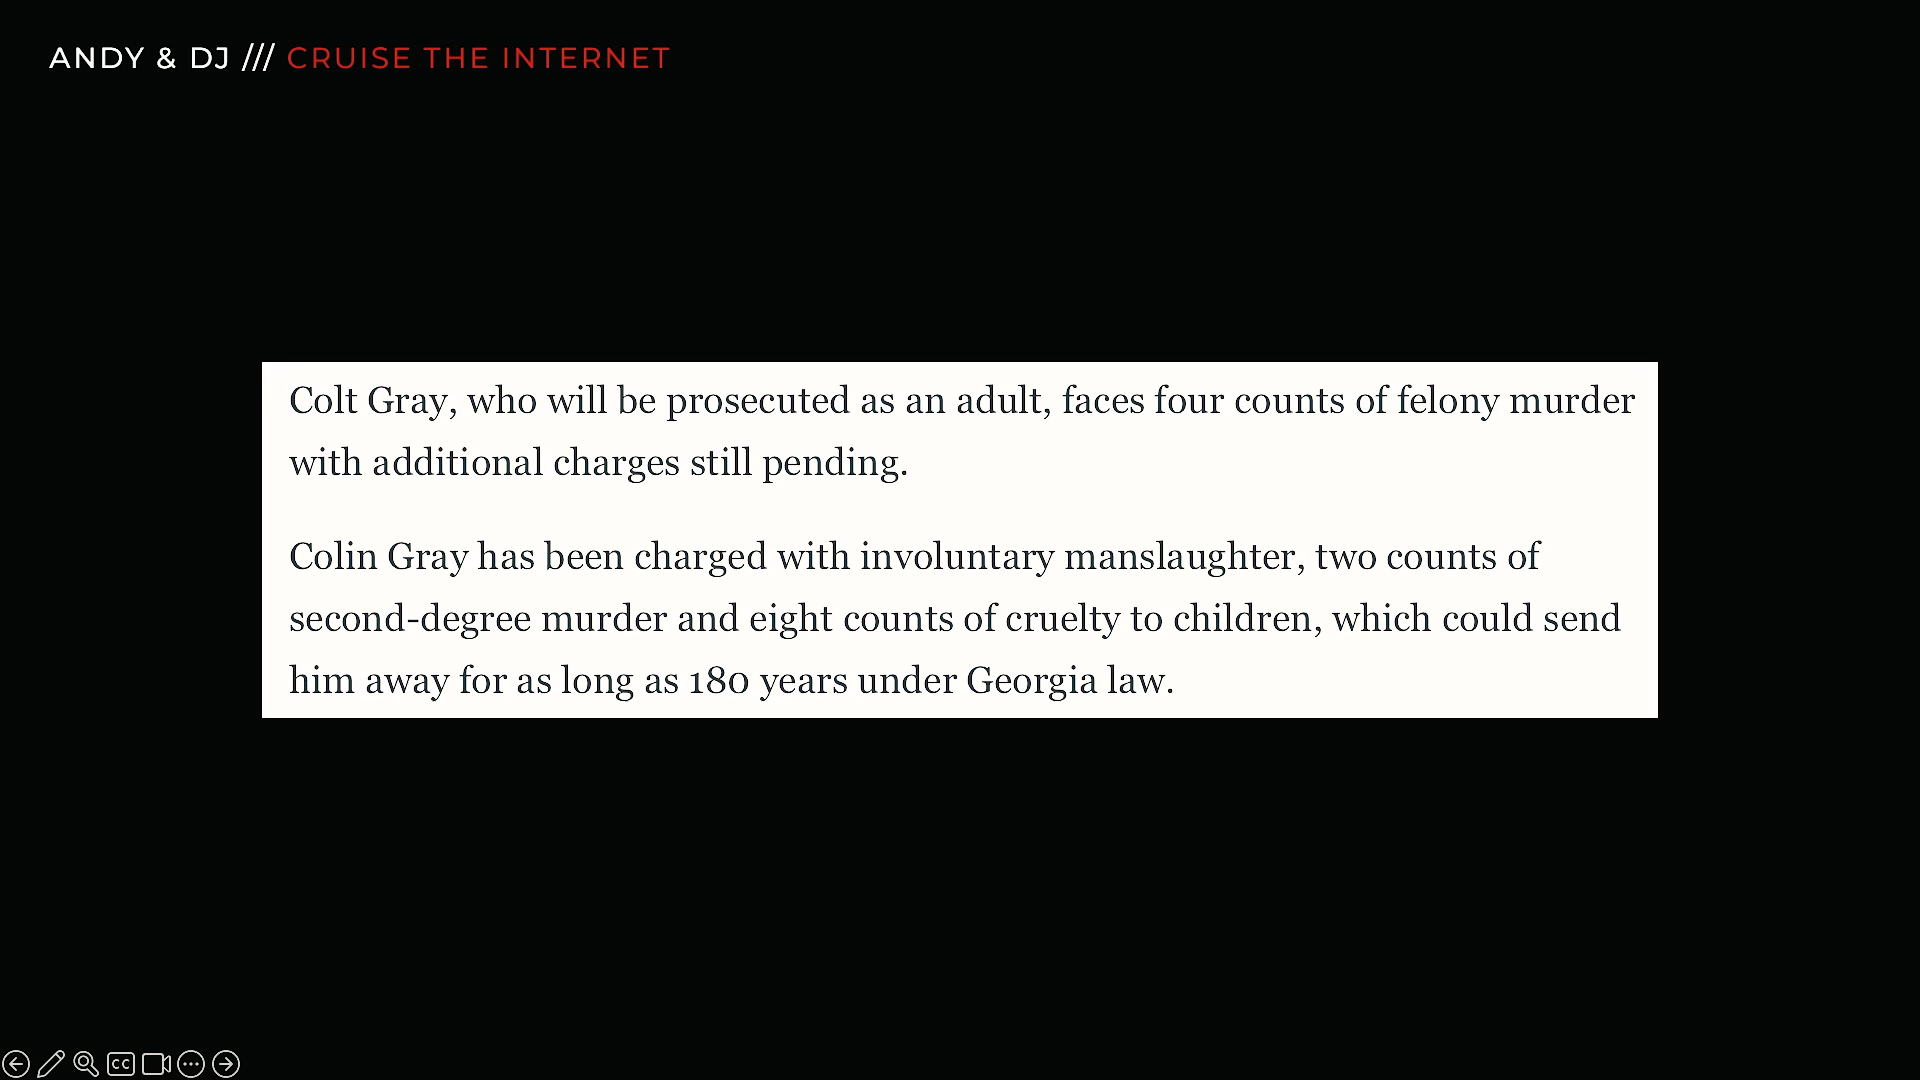 ANDY & DJ /// CRUISE THE INTERNET
Colt Gray, who will be prosecuted as an adult, faces four counts of felony murder
with additional charges still pending.
Colin Gray has been charged with involuntary manslaughter, two counts of
second-degree murder and eight counts of cruelty to children, which could send
him away for as long as 180 years under Georgia law.
CC